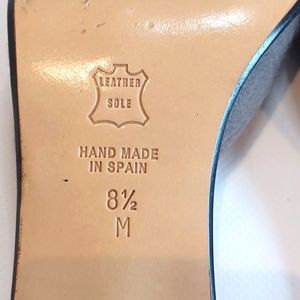 LEATHER
SOLE
HAND MADE
IN SPAIN
8½
M